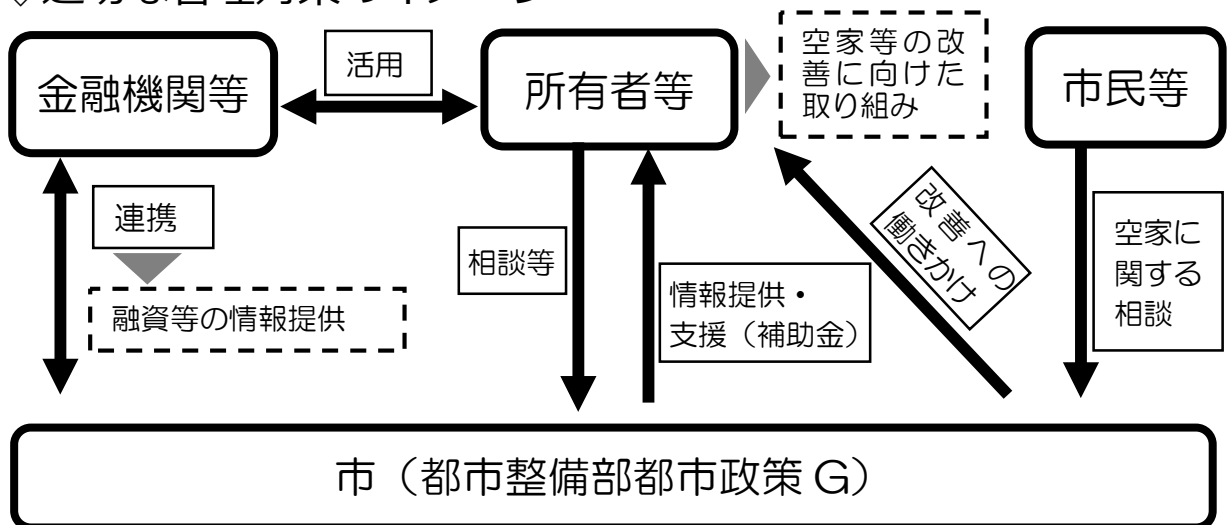 金融機関等
活用
所有者等
空家等の改
善に向けた
取り組み
市民等
連携
融資等の情報提供
相談等
情報提供・
支援（補助金）
改善への
働きかけ
空家に
関する
相談
市（都市整備部都市政策G）